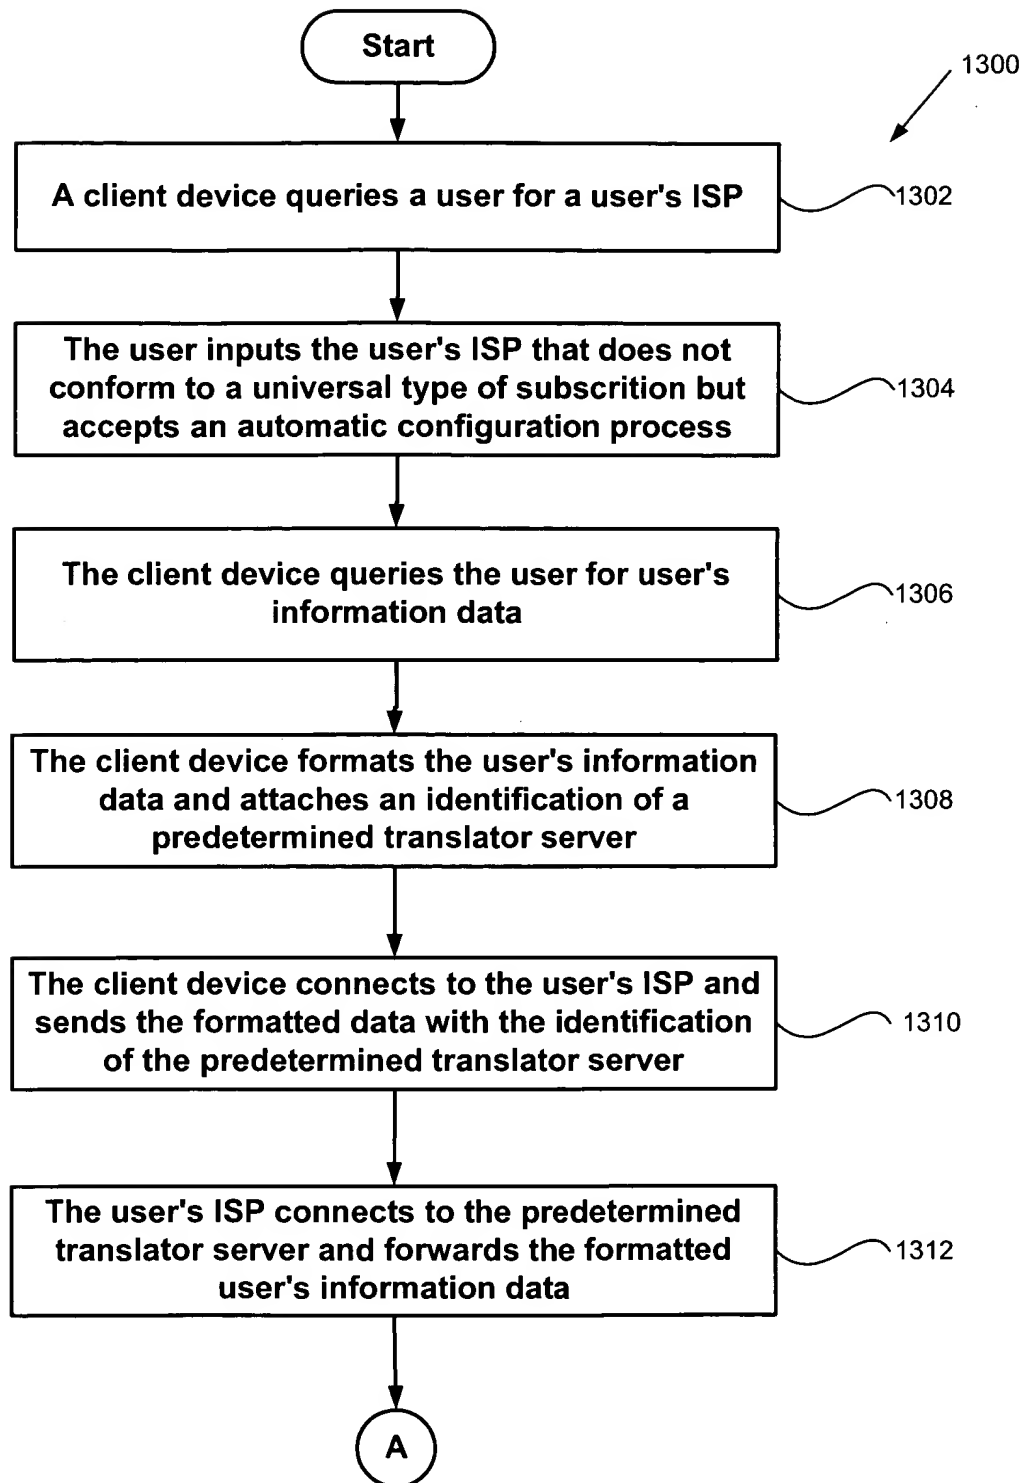 Start
1300
A client device queries a user for a user's ISP
1302
The user inputs the user's ISP that does not
conform to a universal type of subscrition but
accepts an automatic configuration process
1304
The client device queries the user for user's
information data
1306
The client device formats the user's information
data and attaches an identification of a
predetermined translator server
1308
The client device connects to the user's ISP and
sends the formatted data with the identification
of the predetermined translator server
1310
The user's ISP connects to the predetermined
translator server and forwards the formatted
user's information data
1312
A